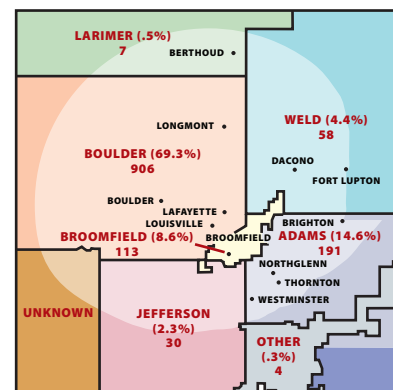 LARIMER (.5%)
7
BERTHOUD
LONGMONT
WELD (4.4%)
58
BOULDER (69.3%)
906
DACONO
FORT LUPTON
BOULDER
LAFAYETTE
LOUISVILLE
BRIGHTON
BROOMFIELD (8.6%)
113
BROOMFIELD
ADAMS (14.6%)
191
NORTHGLENN
THORNTON
WESTMINSTER
UNKNOWN
JEFFERSON
(2.3%)
30
OTHER
(.3%)
4